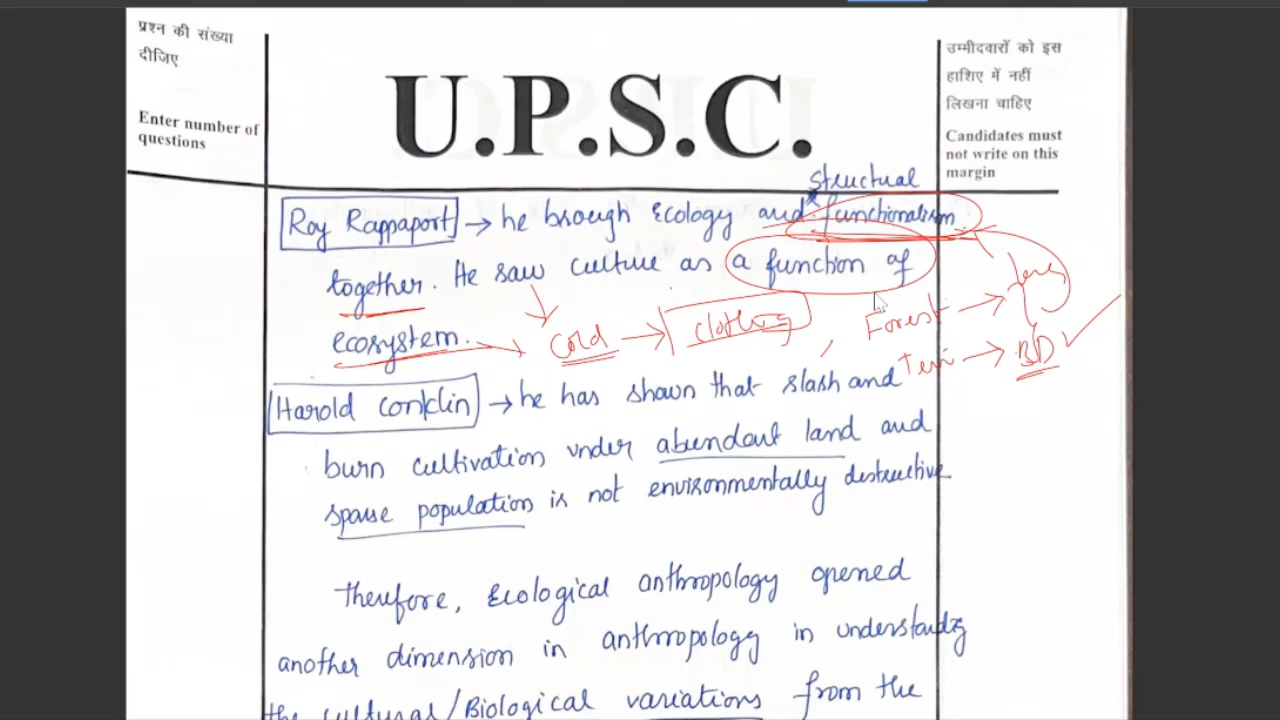 प्रश्न की संख्या
दीजिए
Enter number of
questions
U.P.S.C.
उम्मीदवारों को इस
हाशिए में नहीं
लिखना चाहिए
Candidates must
not write on this
margin
structual
Roy Rappaport → he brough Ecology and functionalism
together. He saw culture as a function of
ecosystem. → cold → clothing
Forest →
→ BD
Harold Conklin → he has shown that slash and
burn cultivation under abundant land and
sparse population is not environmentally destructive
therefore, Ecological anthropology opened
another dimension in anthropology in understanding
the cultural/Biological variations from the